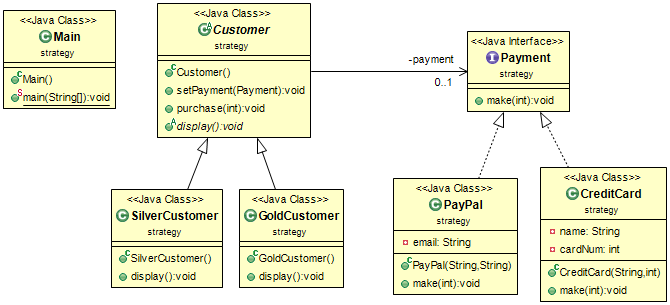 <<Java Class>>
Main
strategy
Main()
main(String[]):void
<<Java Class>>
Customer
strategy
Customer()
setPayment(Payment):void
purchase(int):void
display():void
-payment
0..1
<<Java Interface>>
Payment
strategy
make(int):void
<<Java Class>>
SilverCustomer
strategy
SilverCustomer()
display():void
<<Java Class>>
GoldCustomer
strategy
GoldCustomer()
display():void
<<Java Class>>
PayPal
strategy
email: String
PayPal(String,String)
make(int):void
<<Java Class>>
CreditCard
strategy
name: String
cardNum: int
CreditCard(String,int)
make(int):void